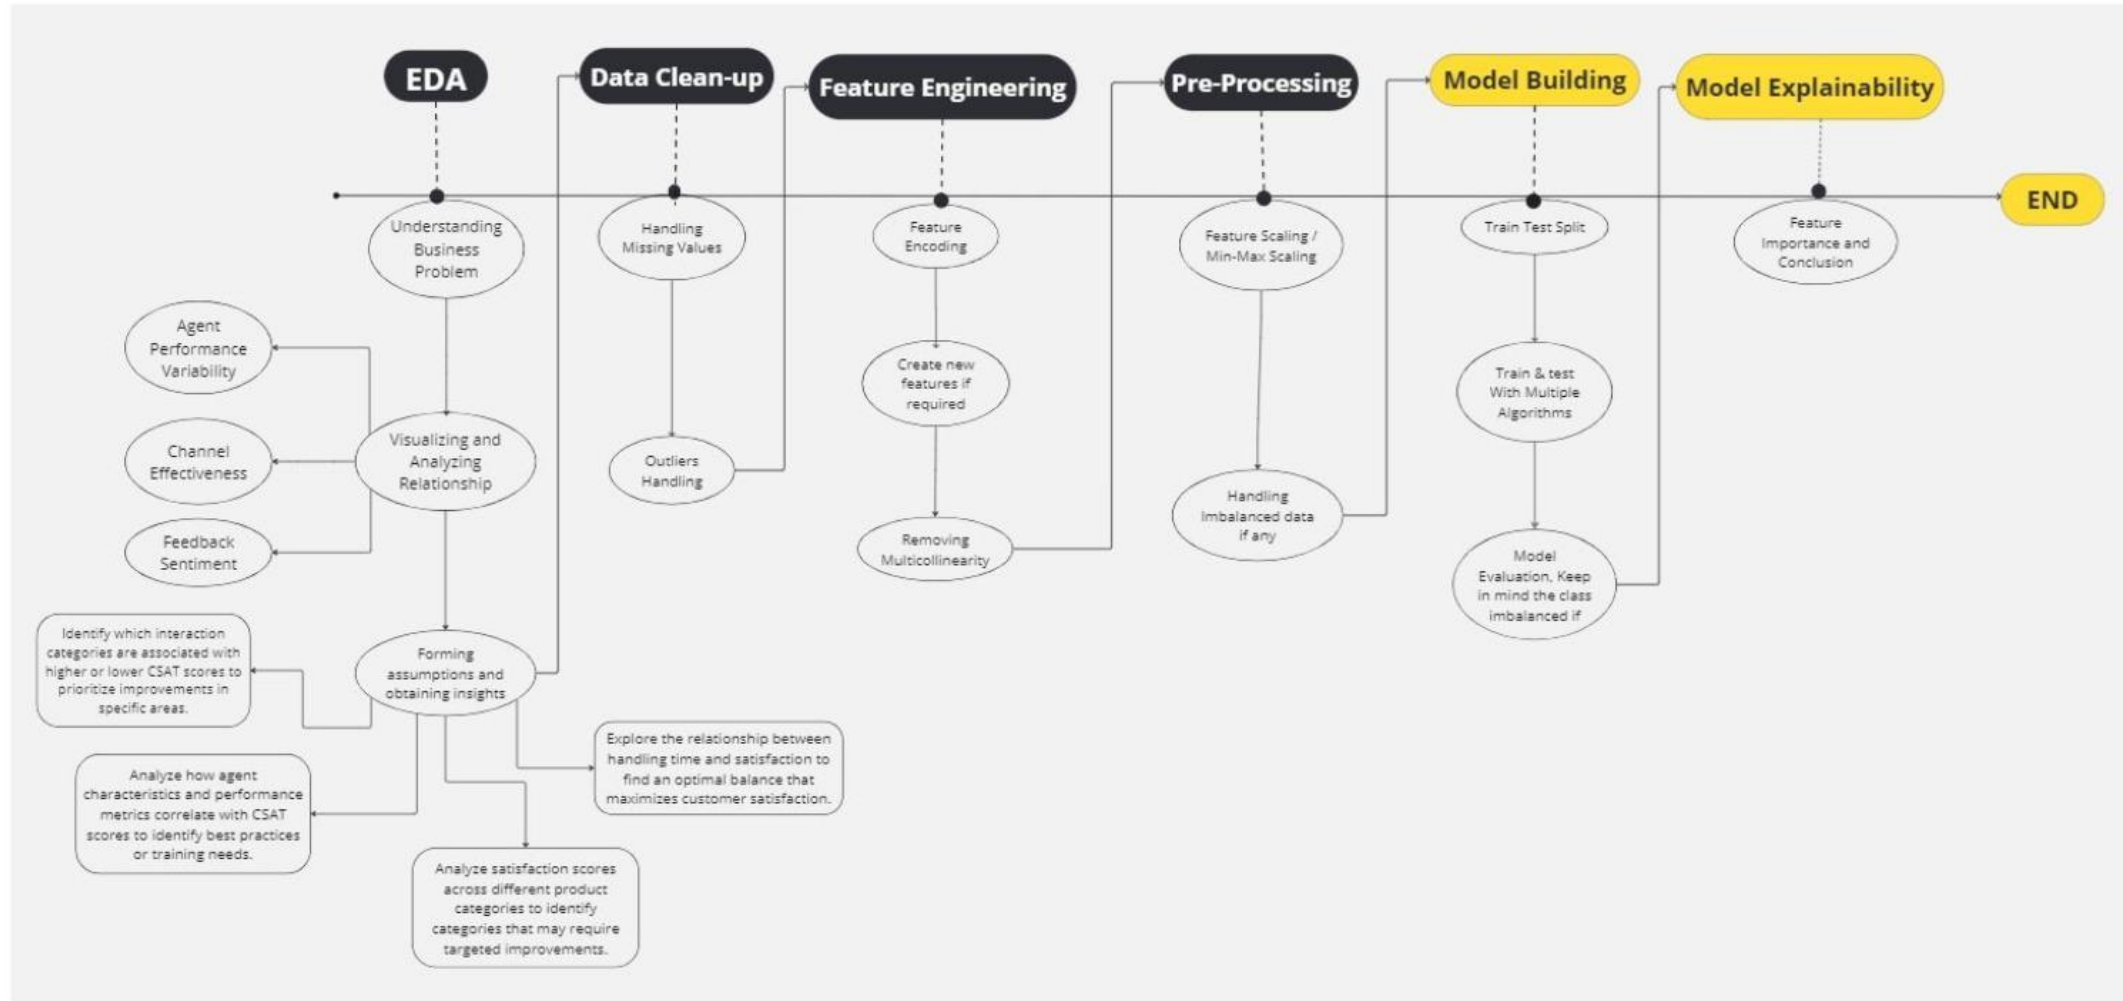 EDA
Data Clean-up
Feature Engineering
Pre-Processing
Model Building
Model Explainability
END
Understanding
Business
Problem
Handling
Missing Values
Feature
Encoding
Feature Scaling /
Min-Max Scaling
Train Test Split
Feature
Importance and
Conclusion
Agent
Performance
Variability
Channel
Effectiveness
Feedback
Sentiment
Visualizing and
Analyzing
Relationship
Outliers
Handling
Create new
features if
required
Removing
Multicollinearity
Handling
Imbalanced data
if any
Train & test
With Multiple
Algorithms
Model
Evaluation, Keep
in mind the class
imbalanced if
Forming
assumptions and
obtaining insights
Identify which interaction
categories are associated with
higher or lower CSAT scores to
prioritize improvements in
specific areas.
Analyze how agent
characteristics and performance
metrics correlate with CSAT
scores to identify best practices
or training needs.
Explore the relationship between
handling time and satisfaction to
find an optimal balance that
maximizes customer satisfaction.
Analyze satisfaction scores
across different product
categories to identify
categories that may require
targeted improvements.